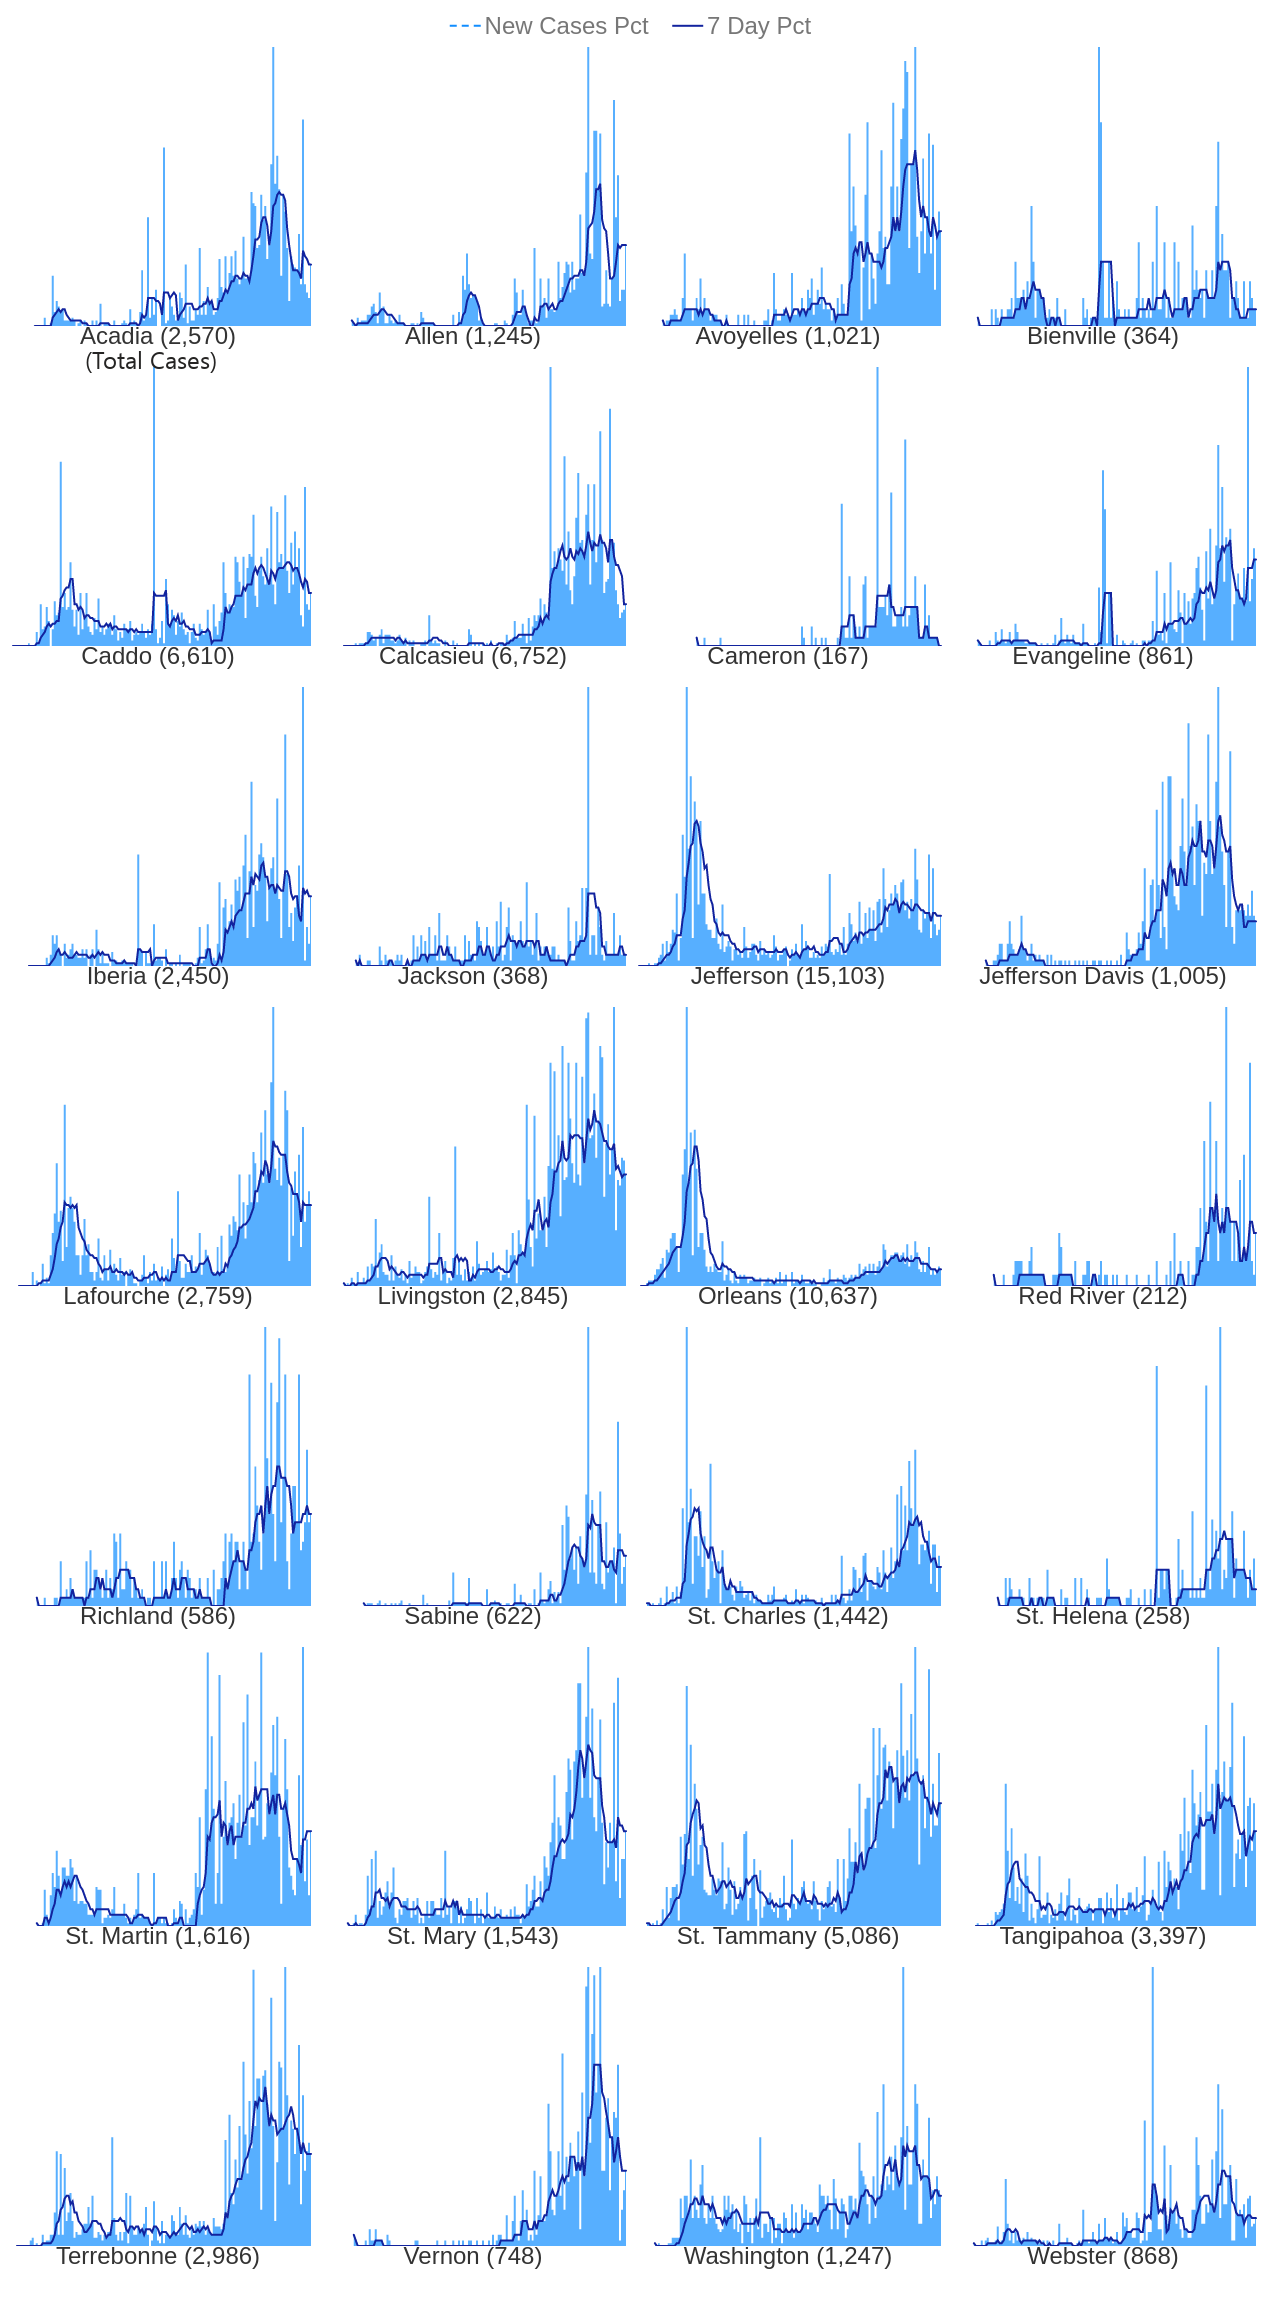 New Cases Pct 7 Day Pct
Acadia (2,570) Allen (1,245) Avoyelles (1,021) Bienville (364)
(Total Cases)
Caddo (6,610) Calcasieu (6,752) Cameron (167) Evangeline (861)
Iberia (2,450) Jackson (368) Jefferson (15,103) Jefferson Davis (1,005)
Lafourche (2,759) Livingston (2,845) Orleans (10,637) Red River (212)
Richland (586) Sabine (622) St. Charles (1,442) St. Helena (258)
St. Martin (1,616) St. Mary (1,543) St. Tammany (5,086) Tangipahoa (3,397)
Terrebonne (2,986) Vernon (748) Washington (1,247) Webster (868)